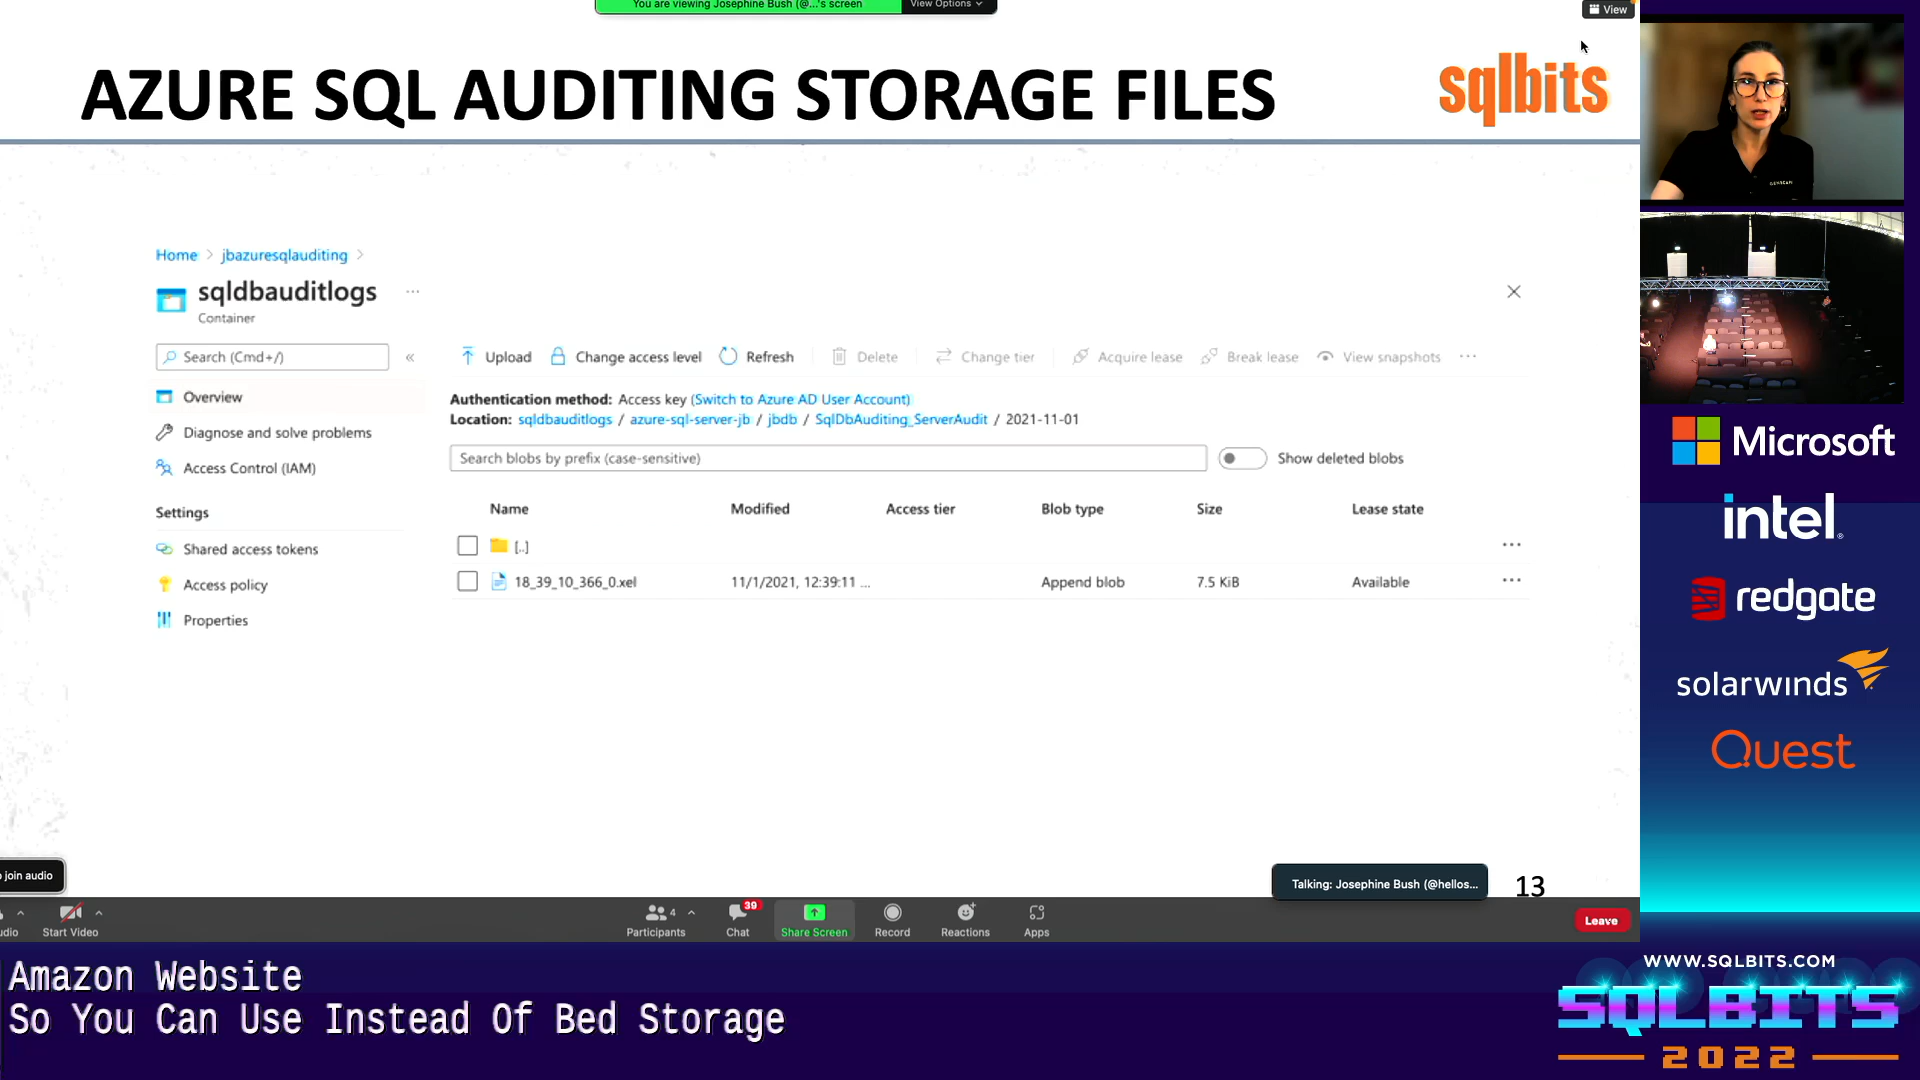 You are viewing Josephine Bush (@...'s screen
View Options
View
AZURE SQL AUDITING STORAGE FILES
sqlbits
Home > jbazuresqlauditing >
sqldbauditlogs ...
Container
Search (Cmd+/) «
Upload Change access level Refresh Delete Change tier Acquire lease Break lease View snapshots ...
Overview
Diagnose and solve problems
Access Control (IAM)
Settings
Shared access tokens
Access policy
Properties
Authentication method: Access key (Switch to Azure AD User Account)
Location: sqldbauditlogs / azure-sql-server-jb / jbdb / SqlDbAuditing_ServerAudit / 2021-11-01
Search blobs by prefix (case-sensitive) Show deleted blobs
Name Modified Access tier Blob type Size Lease state
[..] ...
18_39_10_366_0.xel 11/1/2021, 12:39:11 ... Append blob 7.5 KiB Available ...
join audio
Talking: Josephine Bush (@hellos...
13
Start Video
Participants 4
Chat 39
Share Screen
Record
Reactions
Apps
Leave
Microsoft
intel.
redgate
solarwinds
Quest
Amazon Website
So You Can Use Instead Of Bed Storage
WWW.SQLBITS.COM
SQLBITS
2022